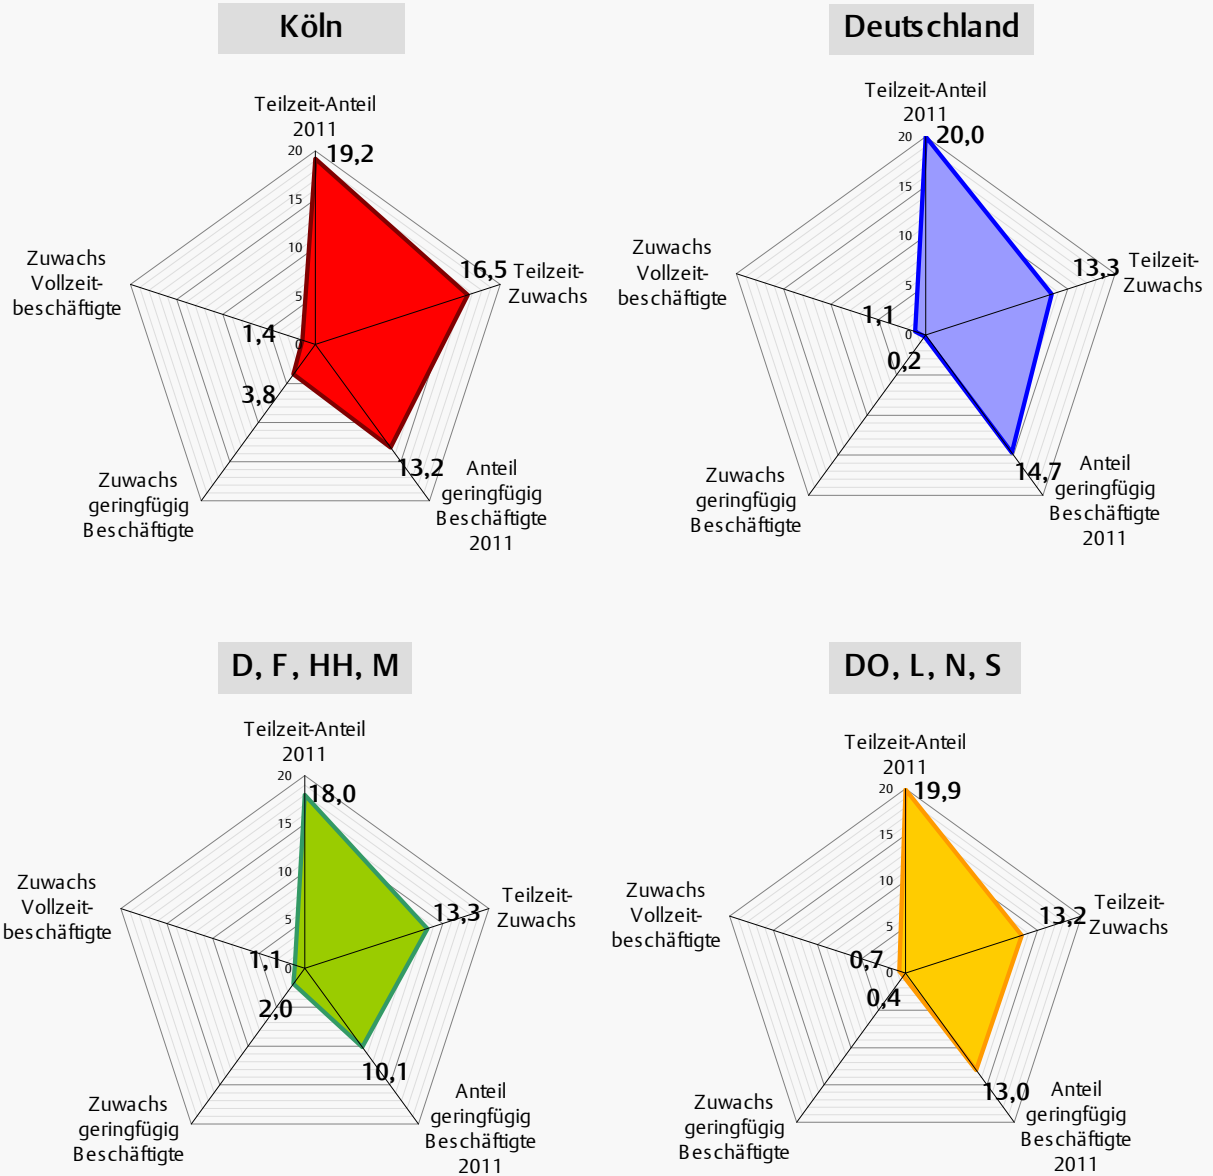 Köln
Teilzeit-Anteil
2011
20
19,2
15
10
5
0
16,5
Teilzeit-
Zuwachs
13,2
Anteil
geringfügig
Beschäftigte
2011
3,8
Zuwachs
geringfügig
Beschäftigte
1,4
Zuwachs
Vollzeit-
beschäftigte
Deutschland
Teilzeit-Anteil
2011
20
20,0
15
10
5
0
13,3
Teilzeit-
Zuwachs
14,7
Anteil
geringfügig
Beschäftigte
2011
0,2
Zuwachs
geringfügig
Beschäftigte
1,1
Zuwachs
Vollzeit-
beschäftigte
D, F, HH, M
Teilzeit-Anteil
2011
20
18,0
15
10
5
0
13,3
Teilzeit-
Zuwachs
10,1
Anteil
geringfügig
Beschäftigte
2011
2,0
Zuwachs
geringfügig
Beschäftigte
1,1
Zuwachs
Vollzeit-
beschäftigte
DO, L, N, S
Teilzeit-Anteil
2011
20
19,9
15
10
5
0
13,2
Teilzeit-
Zuwachs
13,0
Anteil
geringfügig
Beschäftigte
2011
0,4
Zuwachs
geringfügig
Beschäftigte
0,7
Zuwachs
Vollzeit-
beschäftigte